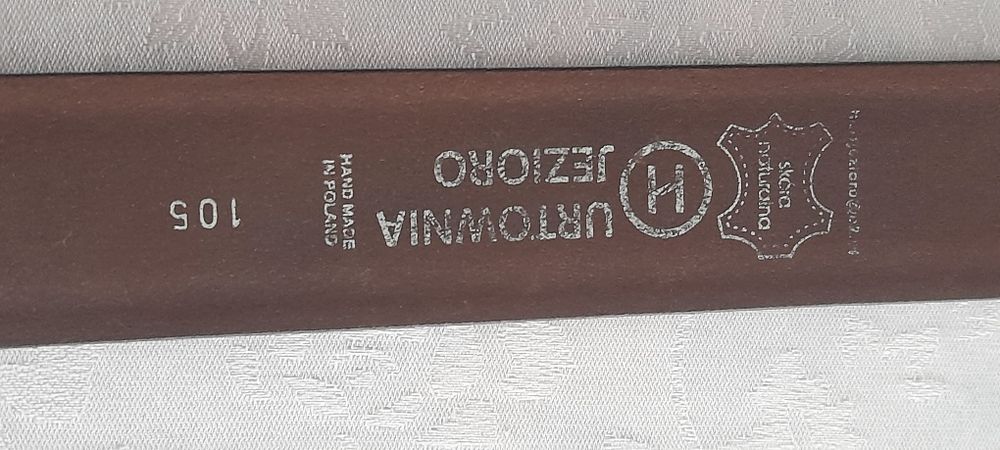 skóra
naturalna
H
URTOWNIA
JEZIORO
HAND MADE
IN POLAND
105